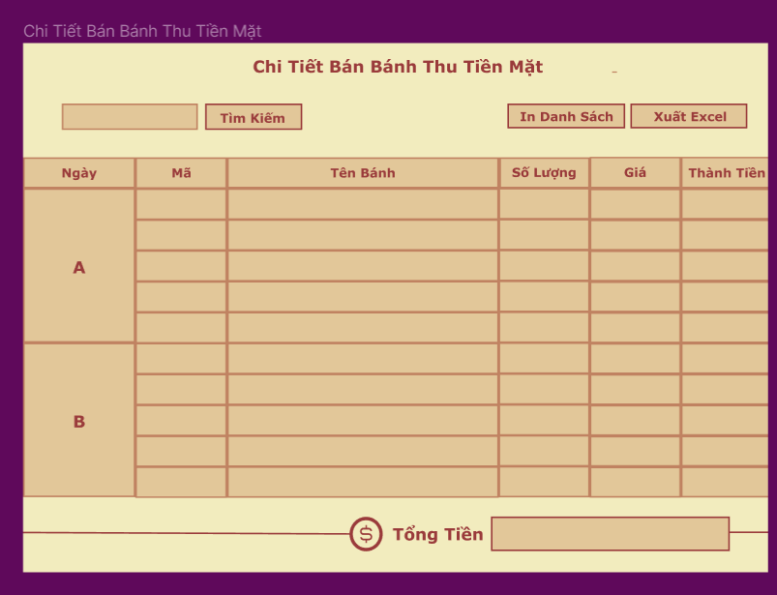 Chi Tiết Bán Bánh Thu Tiền Mặt
Chi Tiết Bán Bánh Thu Tiền Mặt
Tìm Kiếm
In Danh Sách
Xuất Excel
Ngày Mã Tên Bánh Số Lượng Giá Thành Tiền
A
B
$ Tổng Tiền